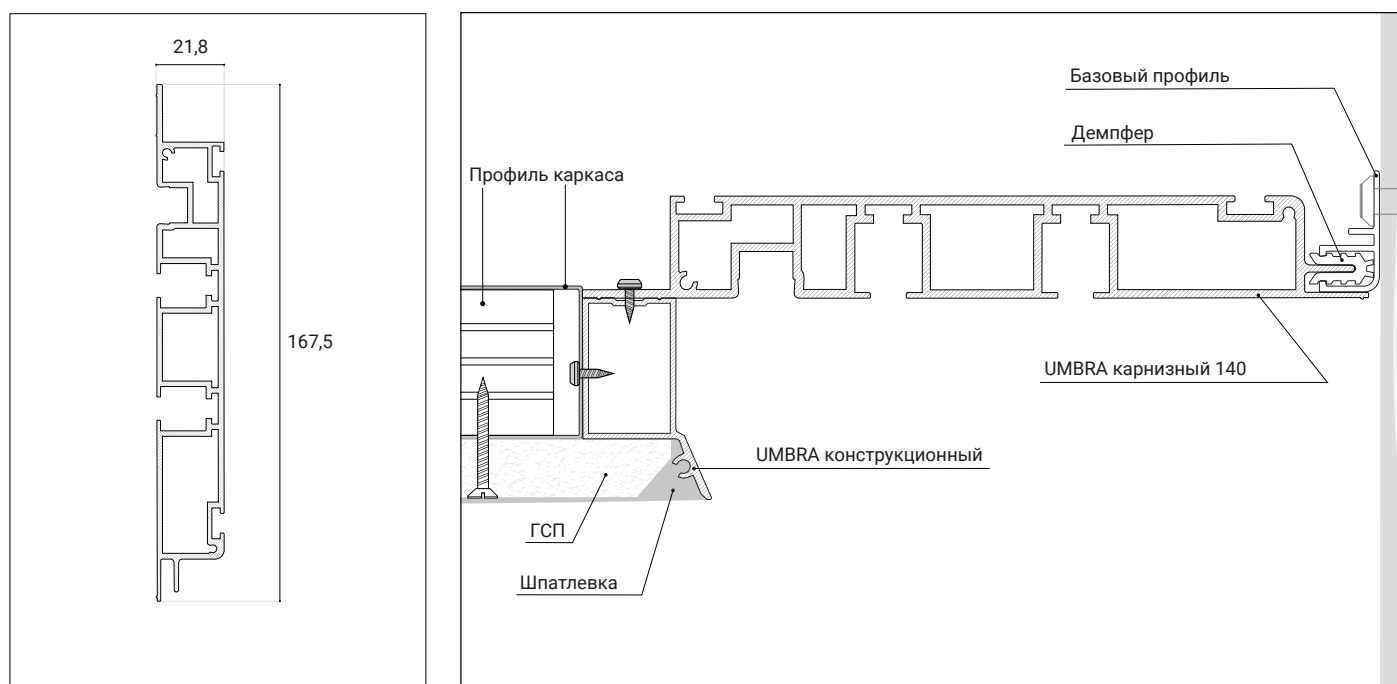 21,8
167,5
Базовый профиль
Демпфер
Профиль каркаса
UMBRA карнизный 140
UMBRA конструкционный
ГСП
Шпатлевка